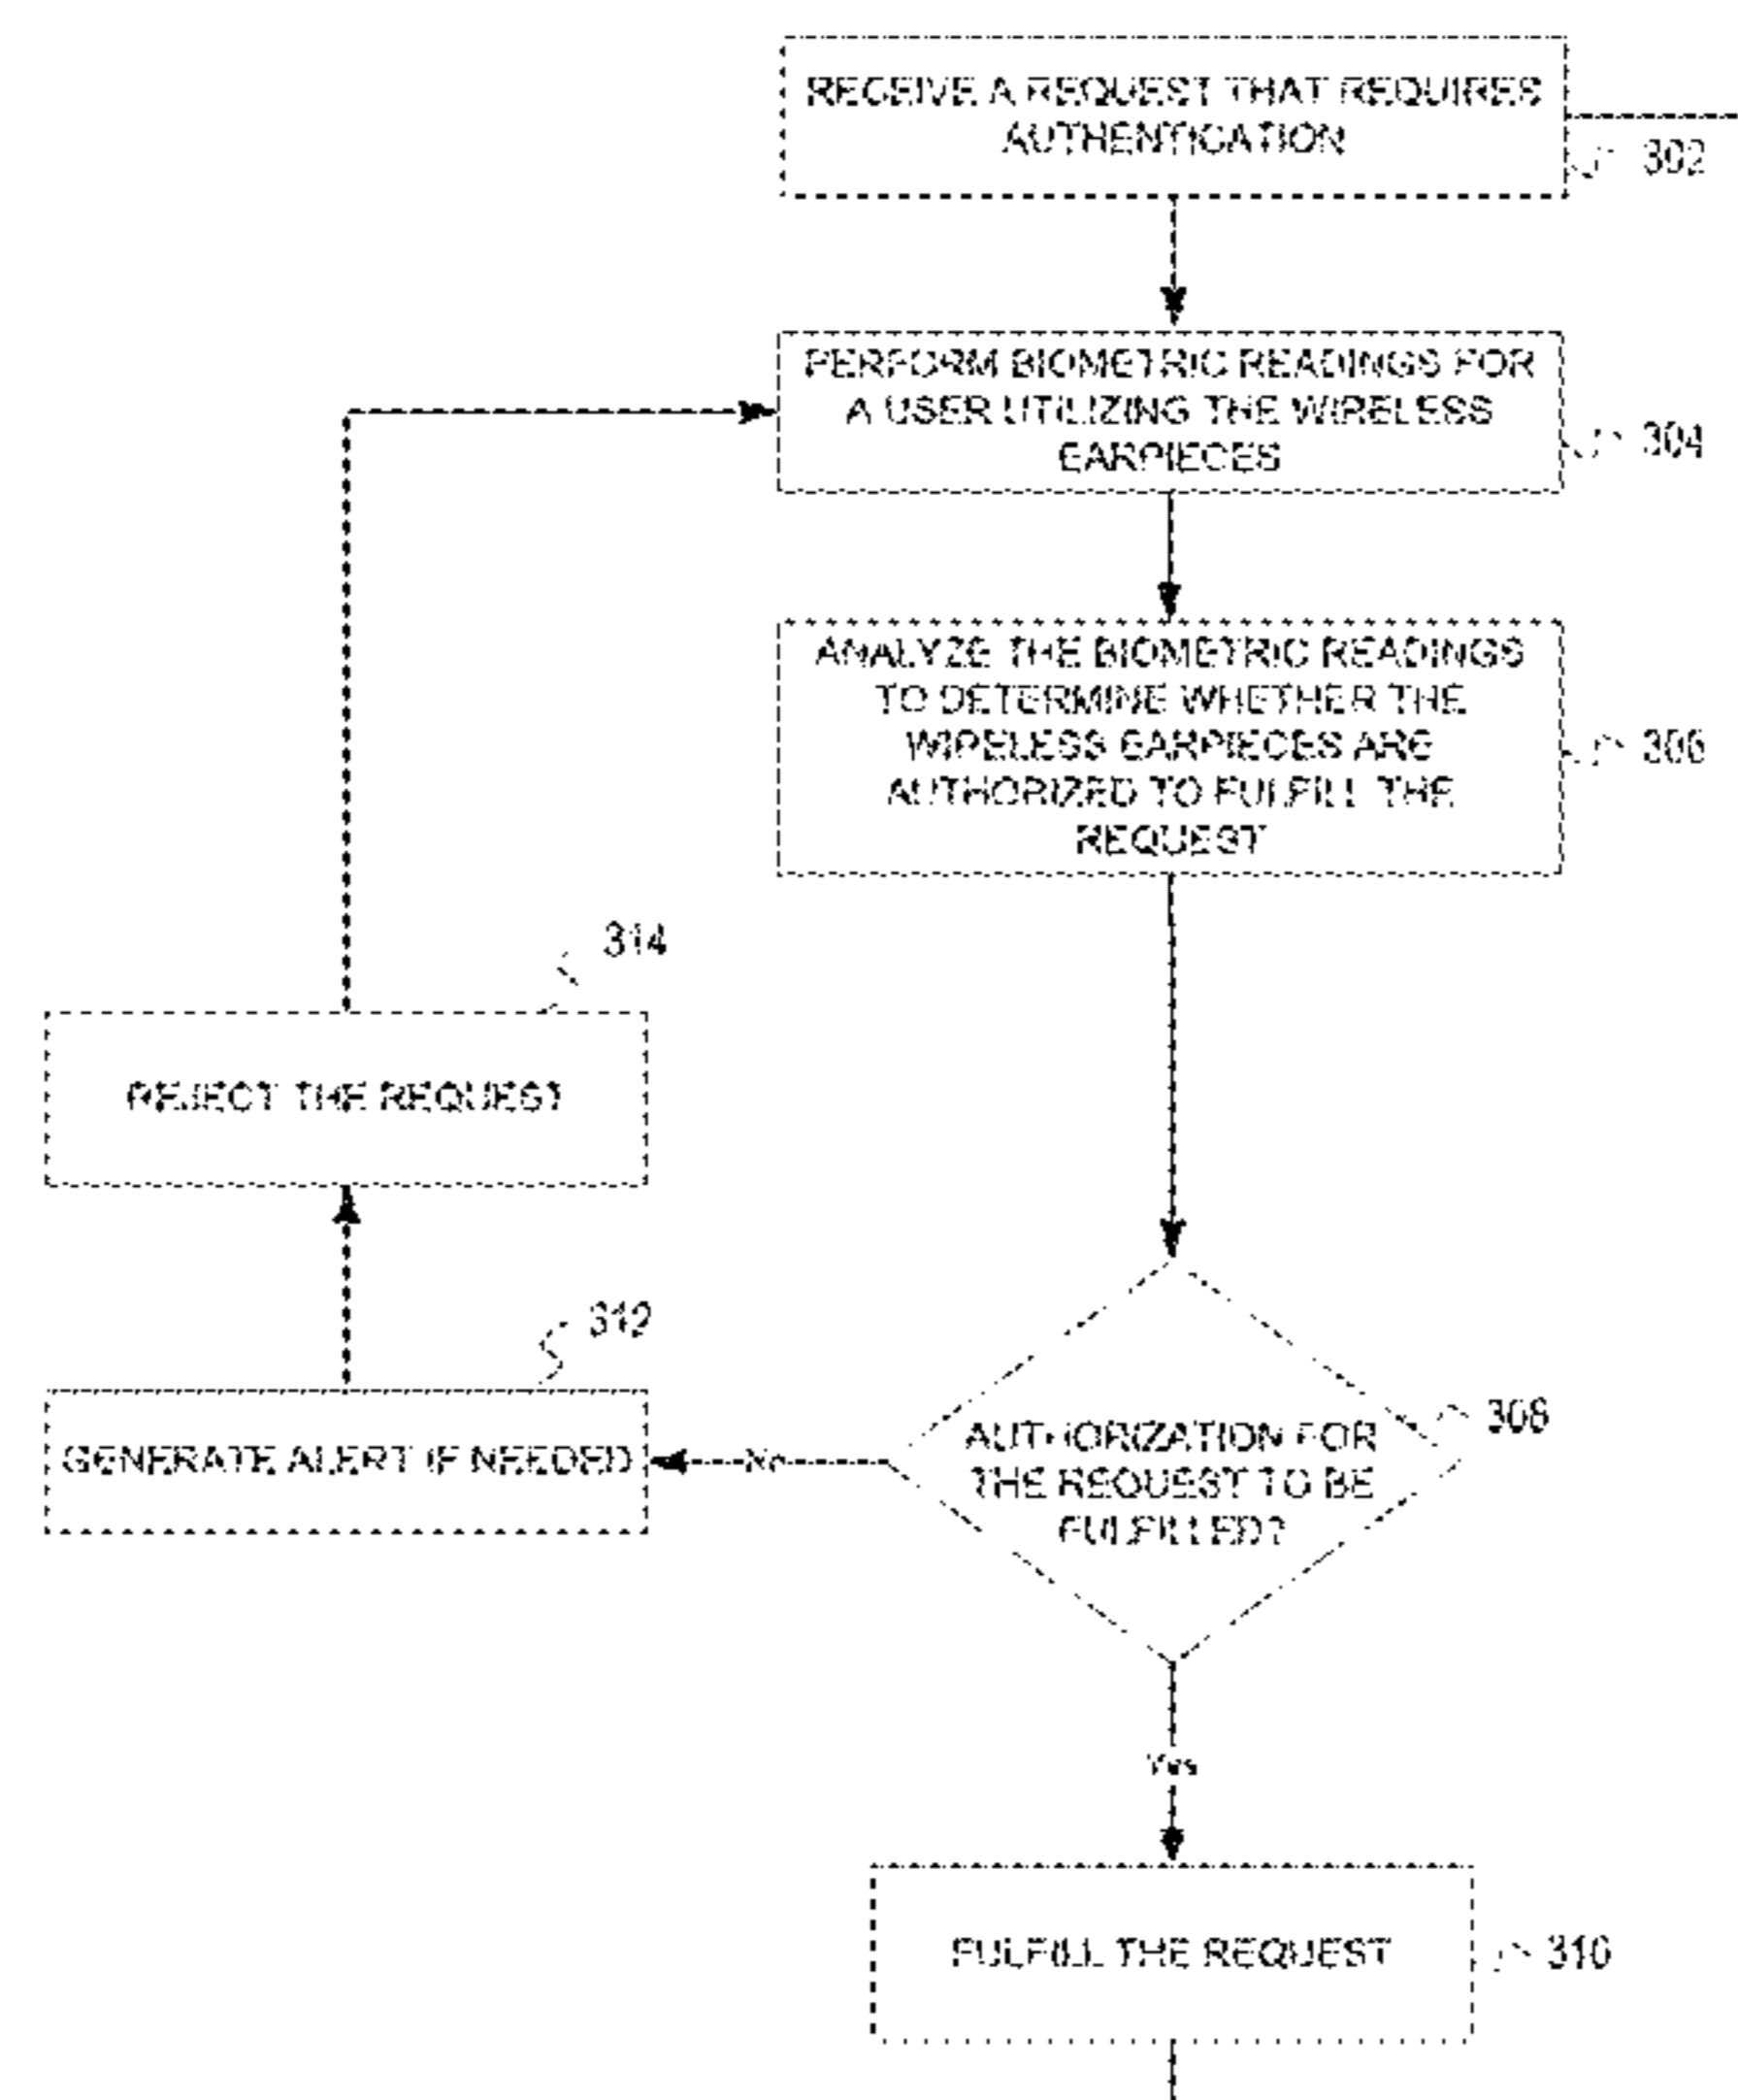 RECEIVE A REQUEST THAT REQUIRES
AUTHENTICATION
302
PERFORM BIOMETRIC READINGS FOR
A USER UTILIZING THE WIRELESS
EARPIECES
304
ANALYZE THE BIOMETRIC READINGS
TO DETERMINE WHETHER THE
WIRELESS EARPIECES ARE
AUTHORIZED TO FULFILL THE
REQUEST
306
314
REJECT THE REQUEST
312
GENERATE ALERT IF NEEDED
No
AUTHORIZATION FOR
THE REQUEST TO BE
FULFILLED?
308
Yes
FULFILL THE REQUEST
310